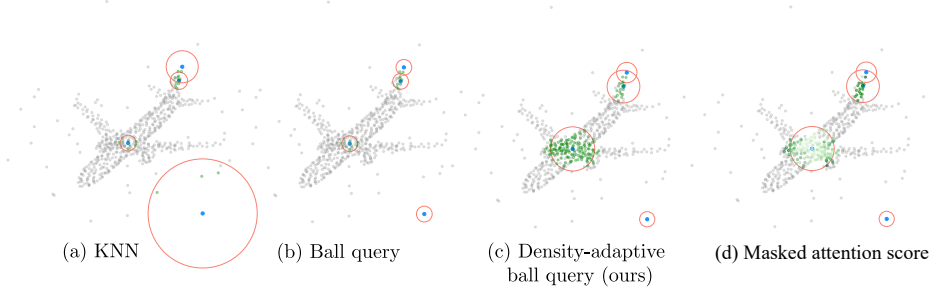 (a) KNN
(b) Ball query
(c) Density-adaptive
ball query (ours)
(d) Masked attention score